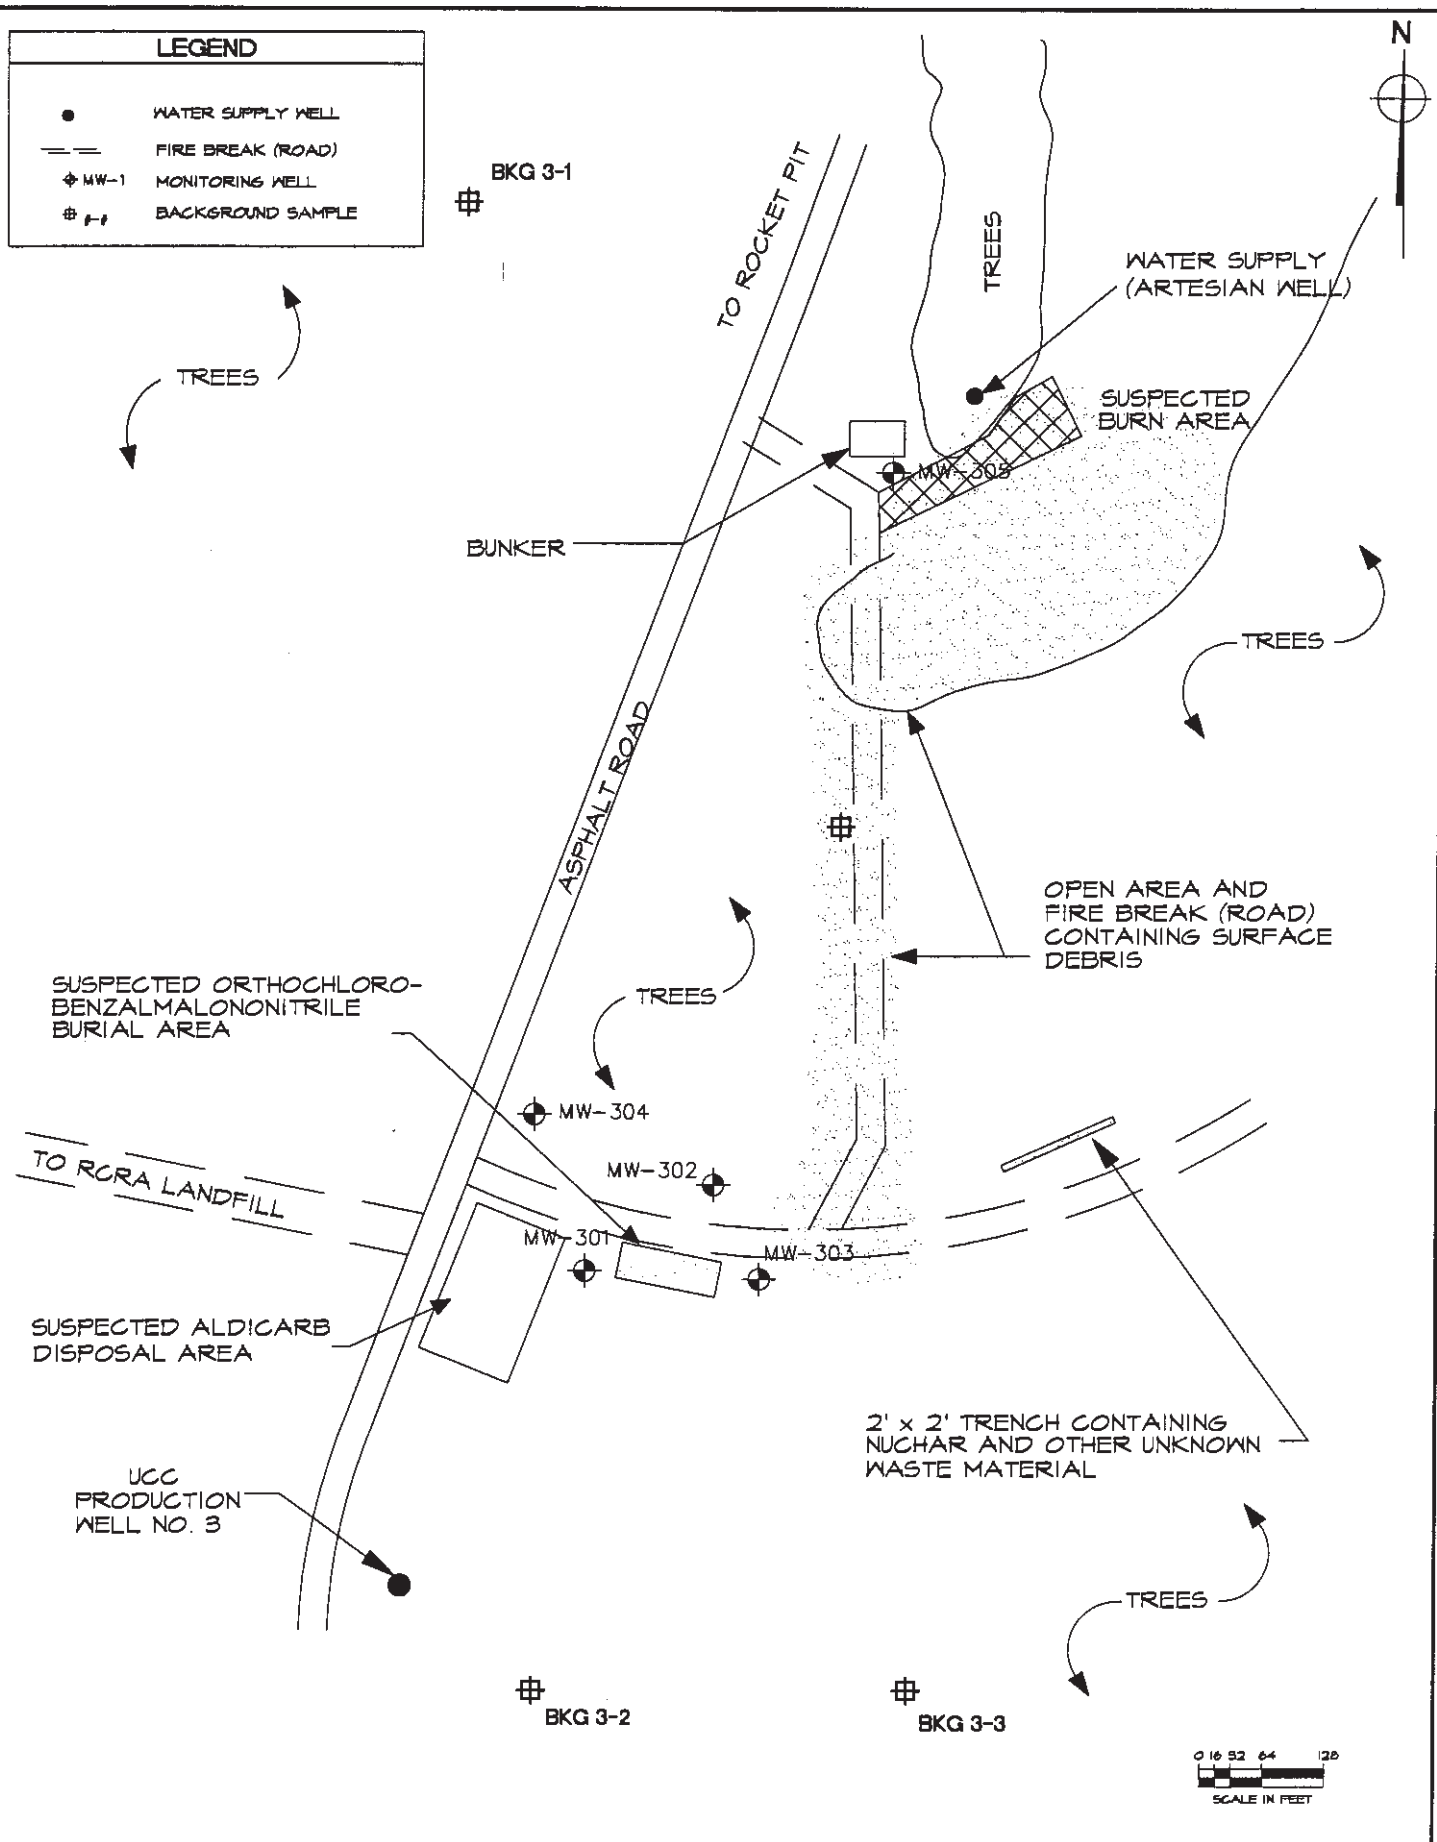 LEGEND
WATER SUPPLY WELL
FIRE BREAK (ROAD)
MW-1 MONITORING WELL
BACKGROUND SAMPLE
N
BKG 3-1
TO ROCKET PIT
TREES
WATER SUPPLY
(ARTESIAN WELL)
TREES
SUSPECTED
BURN AREA
MW-305
BUNKER
TREES
ASPHALT ROAD
OPEN AREA AND
FIRE BREAK (ROAD)
CONTAINING SURFACE
DEBRIS
SUSPECTED ORTHOCHLORO-
BENZALMALONONITRILE
BURIAL AREA
TREES
MW-304
TO RCRA LANDFILL
MW-302
MW-301
MW-303
SUSPECTED ALDICARB
DISPOSAL AREA
2' x 2' TRENCH CONTAINING
NUCHAR AND OTHER UNKNOWN
WASTE MATERIAL
UCC
PRODUCTION
WELL NO. 3
TREES
BKG 3-2
BKG 3-3
0 16 32 64 128
SCALE IN FEET